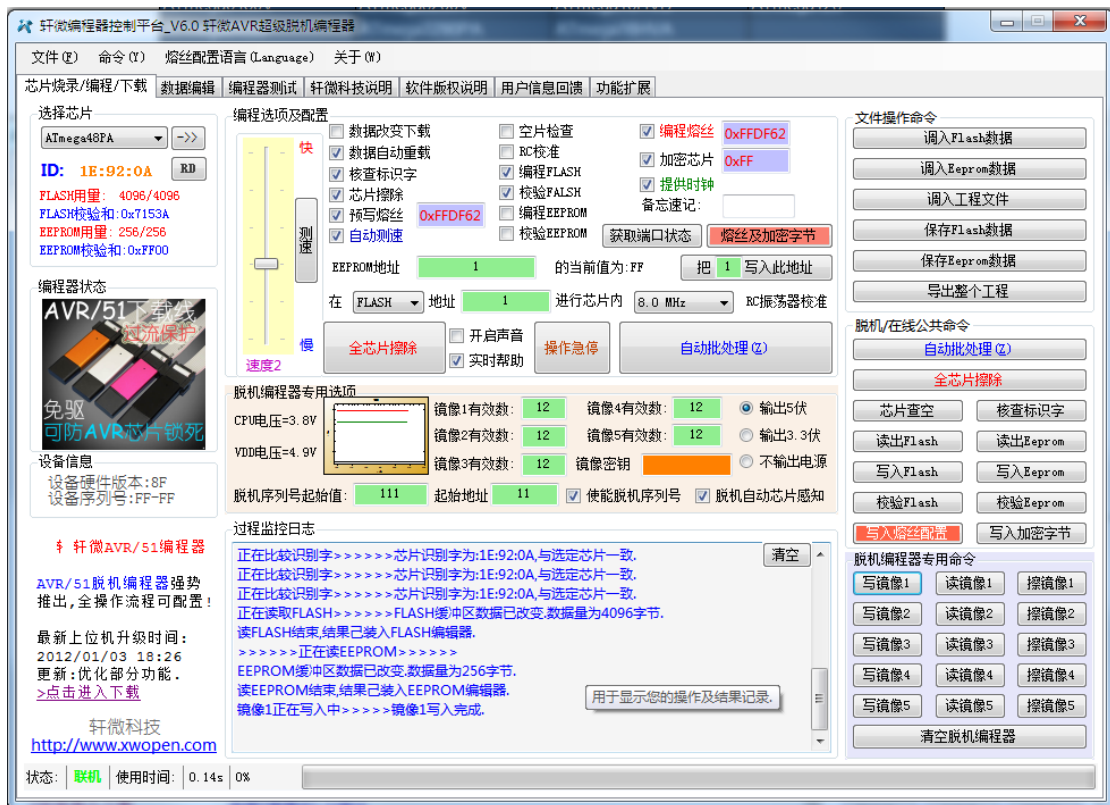 轩微编程器控制平台_V6.0 轩微AVR超级脱机编程器
文件(F) 命令(Y) 熔丝配置 语言(Language) 关于(W)
芯片烧录/编程/下载 数据编辑 编程器测试 轩微科技说明 软件版权说明 用户信息回馈 功能扩展
选择芯片
ATmega48PA ->>
ID: 1E:92:0A RD
FLASH用量: 4096/4096
FLASH校验和:0x7153A
EEPROM用量: 256/256
EEPROM校验和:0xFF00
编程器状态
AVR/51下载线
过流保护
免驱
可防AVR芯片锁死
设备信息
设备硬件版本:8F
设备序列号:FF-FF
$ 轩微AVR/51编程器
AVR/51脱机编程器强势
推出,全操作流程可配置!
最新上位机升级时间:
2012/01/03 18:26
更新:优化部分功能.
>点击进入下载
轩微科技
http://www.xwopen.com
编程选项及配置
快
测速
慢
速度2
数据改变下载 空片检查 编程熔丝 0xFFDF62
数据自动重载 RC校准 加密芯片 0xFF
核查标识字 编程FLASH 提供时钟
芯片擦除 校验FALSH 备忘速记:
预写熔丝 0xFFDF62 编程EEPROM
自动测速 校验EEPROM 获取端口状态 熔丝及加密字节
EEPROM地址 1 的当前值为:FF 把 1 写入此地址
在 FLASH 地址 1 进行芯片内 8.0 MHz RC振荡器校准
全芯片擦除 开启声音 操作急停 自动批处理(Z)
实时帮助
脱机编程器专用选项
CPU电压=3.8V 镜像1有效数: 12 镜像4有效数: 12 输出5伏
镜像2有效数: 12 镜像5有效数: 12 输出3.3伏
VDD电压=4.9V 镜像3有效数: 12 镜像密钥 不输出电源
脱机序列号起始值: 111 起始地址 11 使能脱机序列号 脱机自动芯片感知
过程监控日志
清空
正在比较识别字>>>>>>芯片识别字为:1E:92:0A,与选定芯片一致.
正在比较识别字>>>>>>芯片识别字为:1E:92:0A,与选定芯片一致.
正在比较识别字>>>>>>芯片识别字为:1E:92:0A,与选定芯片一致.
正在读取FLASH>>>>>>FLASH缓冲区数据已改变,数据量为4096字节.
读FLASH结束,结果己装入FLASH编辑器.
>>>>>>正在读EEPROM>>>>>>
EEPROM缓冲区数据已改变.数据量为256字节.
读EEPROM结束,结果己装入EEPROM编辑器.
镜像1正在写入中>>>>>镜像1写入完成.
用于显示您的操作及结果记录.
文件操作命令
调入Flash数据
调入Eeprom数据
调入工程文件
保存Flash数据
保存Eeprom数据
导出整个工程
脱机/在线公共命令
自动批处理(Z)
全芯片擦除
芯片查空 核查标识字
读出Flash 读出Eeprom
写入Flash 写入Eeprom
校验Flash 校验Eeprom
写入熔丝配置 写入加密字节
脱机编程器专用命令
写镜像1 读镜像1 擦镜像1
写镜像2 读镜像2 擦镜像2
写镜像3 读镜像3 擦镜像3
写镜像4 读镜像4 擦镜像4
写镜像5 读镜像5 擦镜像5
清空脱机编程器
状态: 联机 使用时间: 0.14s 0%